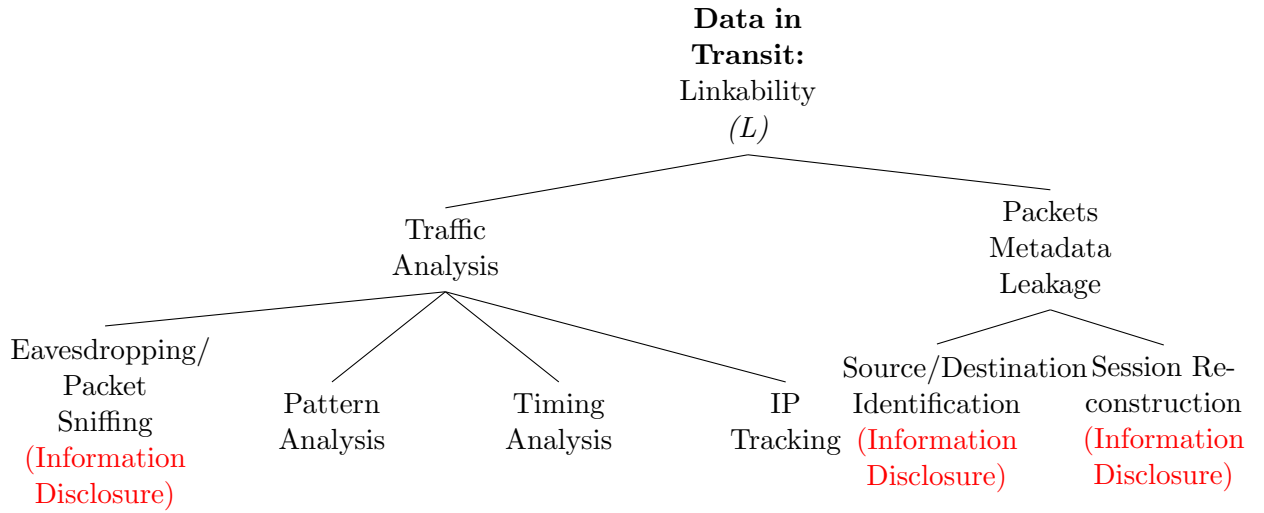 Data in
Transit:
Linkability
(L)
Traffic
Analysis
Packets
Metadata
Leakage
Eavesdropping/
Packet
Sniffing
(Information
Disclosure)
Pattern
Analysis
Timing
Analysis
IP
Tracking
Source/Destination
Identification
(Information
Disclosure)
Session Re-
construction
(Information
Disclosure)